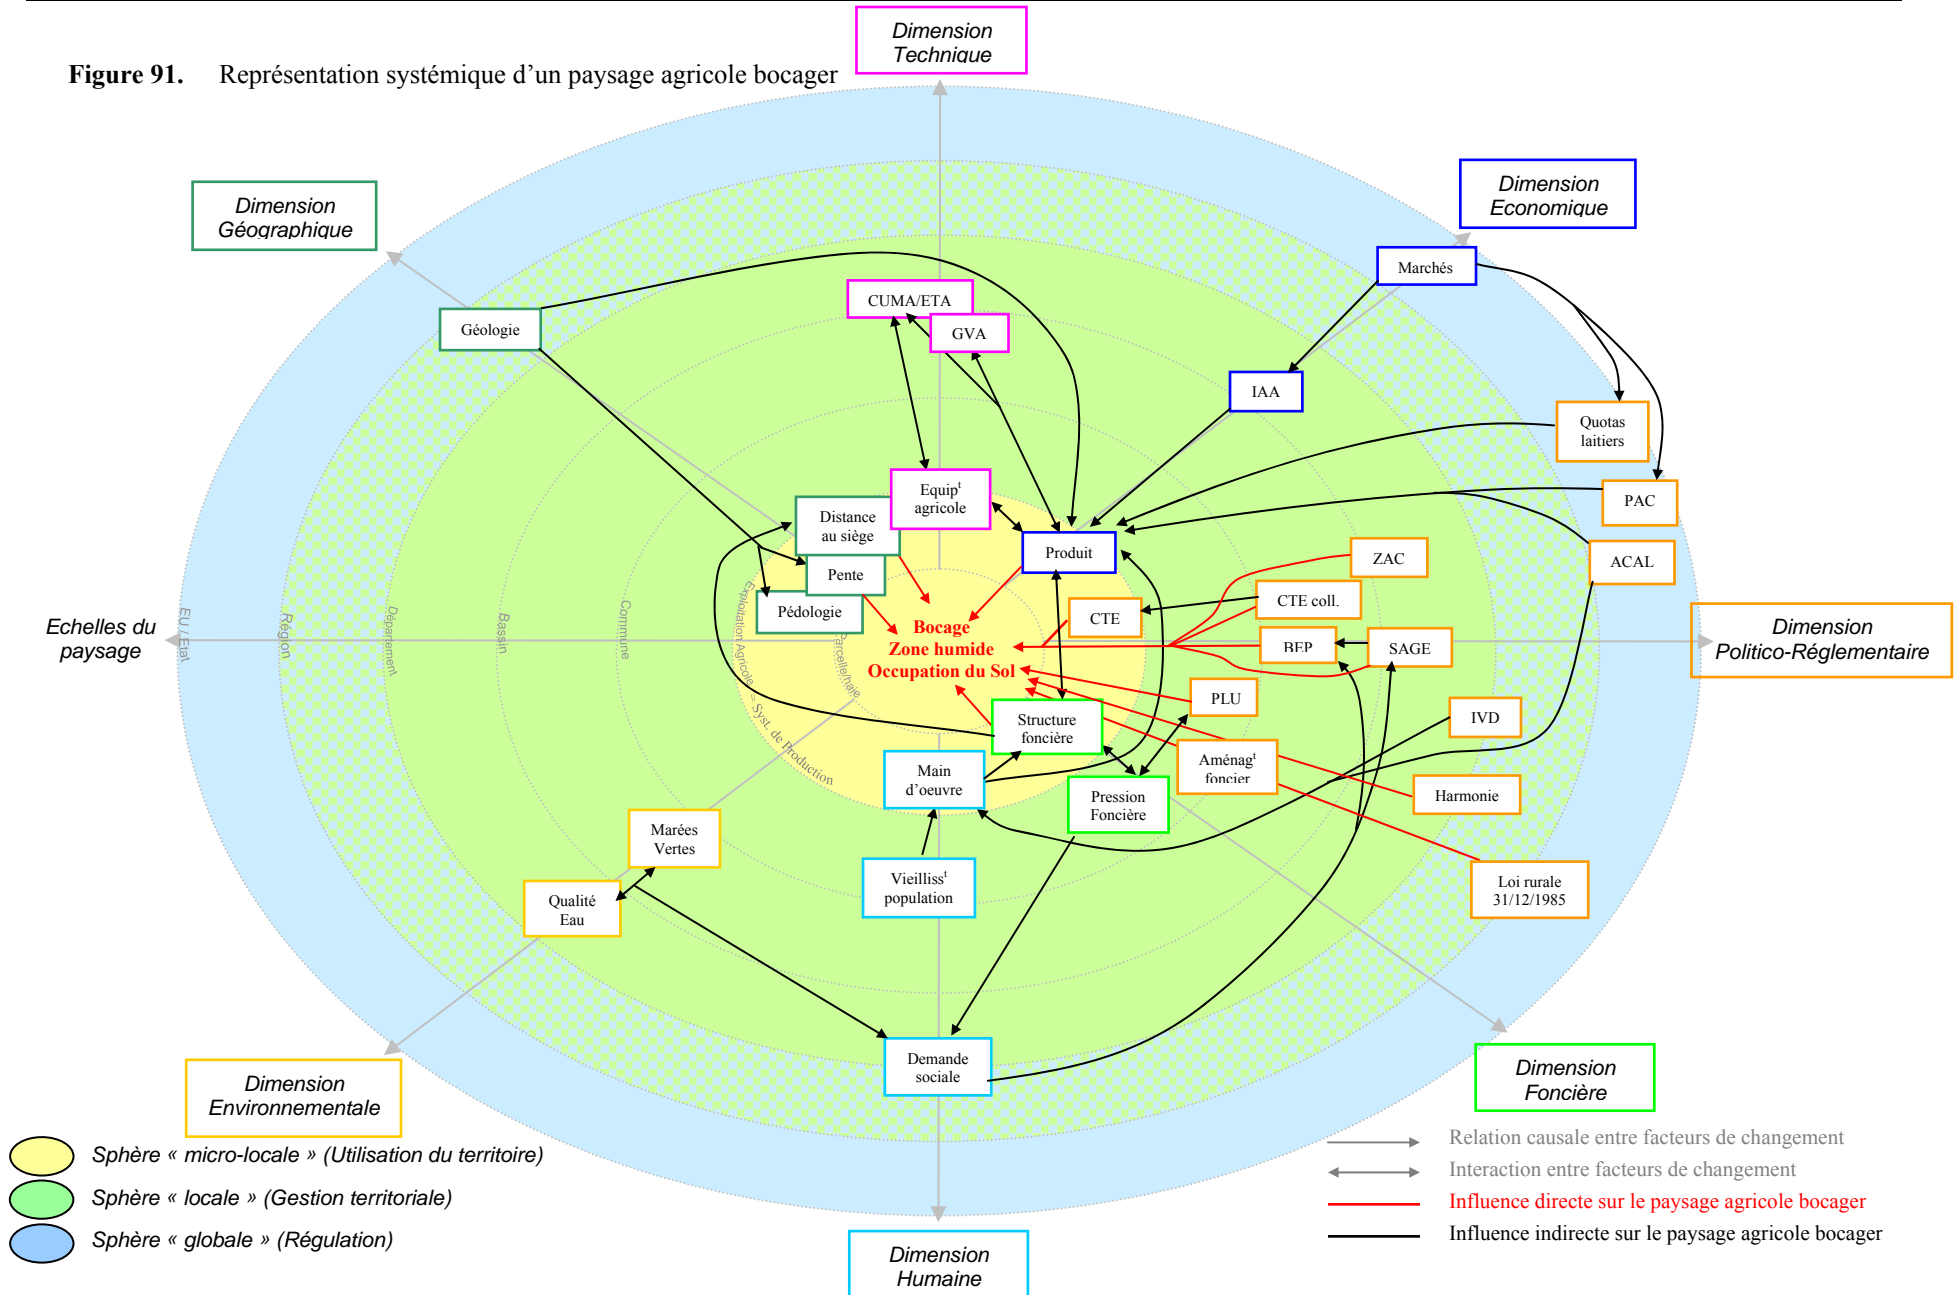 Dimension
Technique
Figure 91. Représentation systémique d'un paysage agricole bocager
Dimension
Economique
Dimension
Géographique
Marchés
CUMA/ETA
Géologie
GVA
IAA
Quotas
laitiers
Equipt
agricole
PAC
Distance
au siège
Produit
ZAC
ACAL
Pente
CTE coll.
Pédologie
CTE
Echelles du
paysage
EU / Etat
Région
Département
Bassin
Commune
Exploitation Agricole = Syst. de Production
Parcelle/haie
Bocage
Zone humide
Occupation du Sol
BEP
SAGE
Dimension
Politico-Réglementaire
PLU
IVD
Structure
foncière
Aménagt
foncier
Main
d'oeuvre
Pression
Foncière
Harmonie
Marées
Vertes
Vieillisst
population
Loi rurale
31/12/1985
Qualité
Eau
Demande
sociale
Dimension
Environnementale
Dimension
Foncière
Sphère « micro-locale » (Utilisation du territoire)
Sphère « locale » (Gestion territoriale)
Sphère « globale » (Régulation)
Relation causale entre facteurs de changement
Interaction entre facteurs de changement
Influence directe sur le paysage agricole bocager
Influence indirecte sur le paysage agricole bocager
Dimension
Humaine